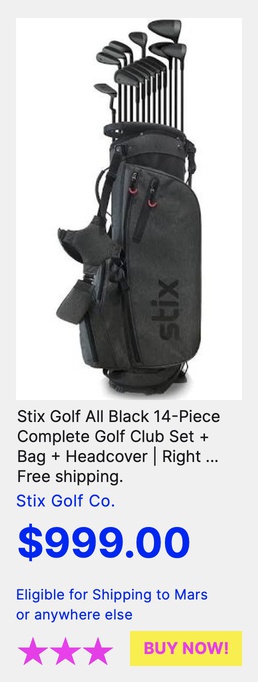 stix
Stix Golf All Black 14-Piece
Complete Golf Club Set +
Bag + Headcover | Right ...
Free shipping.
Stix Golf Co.
$999.00
Eligible for Shipping to Mars
or anywhere else
BUY NOW!